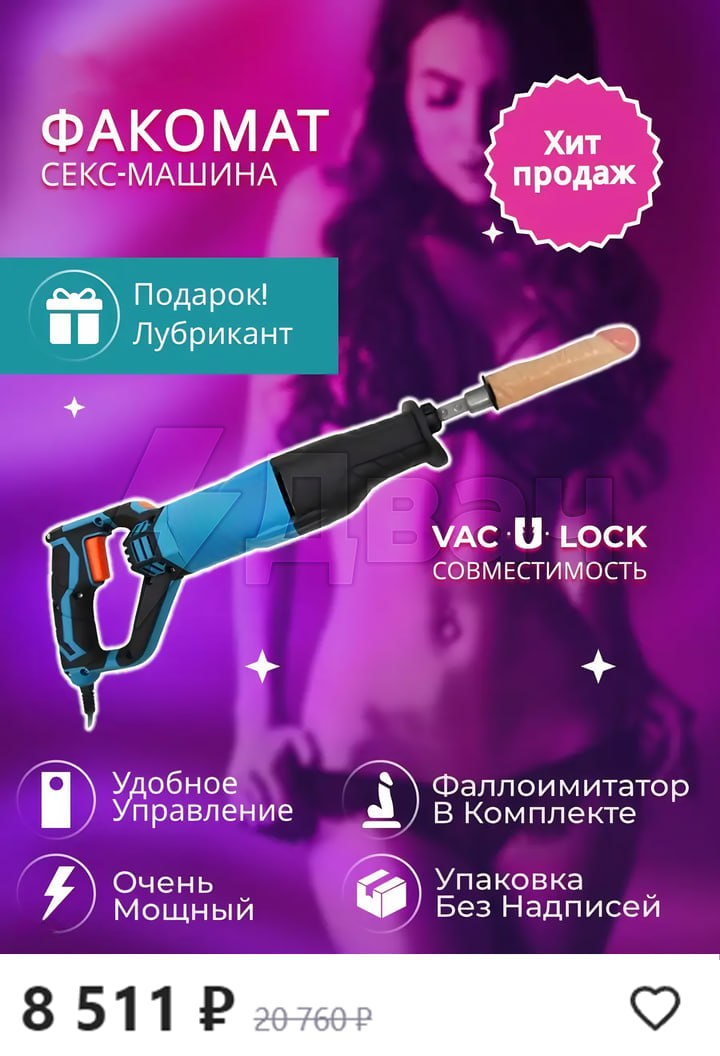 ФАКОМАТ
СЕКС-МАШИНА
Хит
продаж
Подарок!
Лубрикант
Двач
VAC U LOCK
СОВМЕСТИМОСТЬ
Удобное
Управление
Фаллоимитатор
В Комплекте
Очень
Мощный
Упаковка
Без Надписей
8 511 ₽ 20 760 ₽